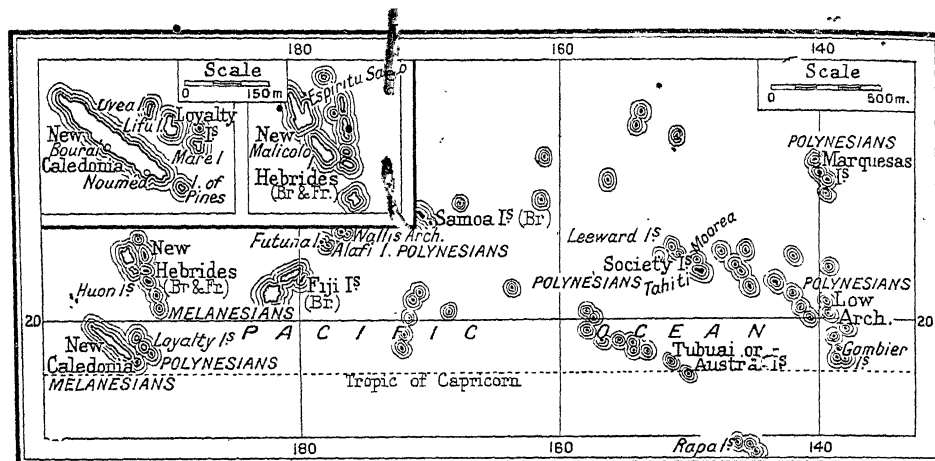 180
160
140
Scale
150m.
Uvea I.
Lifu I.
Loyalty
Is
New
Bourail
Caledonia
Mare I
Noumea
I. of
Pines
Scale
0
500m.
Espiritu Santo
New
Malicolo
I
Hebrides
(Br & Fr.)
POLYNESIANS
Marquesas
Is
Samoa Is (Br)
Futuna I.
Wallis Arch.
Alofi I. POLYNESIANS
Leeward Is
Moorea
Society Is
Tahiti
POLYNESIANS
New
Hebrides
(Br & Fr)
Huon Is
MELANESIANS
Fiji Is
(Br)
POLYNESIANS
Low
Arch.
20
PACIFIC OCEAN
20
New
Caledonia
MELANESIANS
Loyalty Is
POLYNESIANS
Tubuai or
Austral Is
Gambier
Is
Tropic of Capricorn
Rapa Is
180
160
140